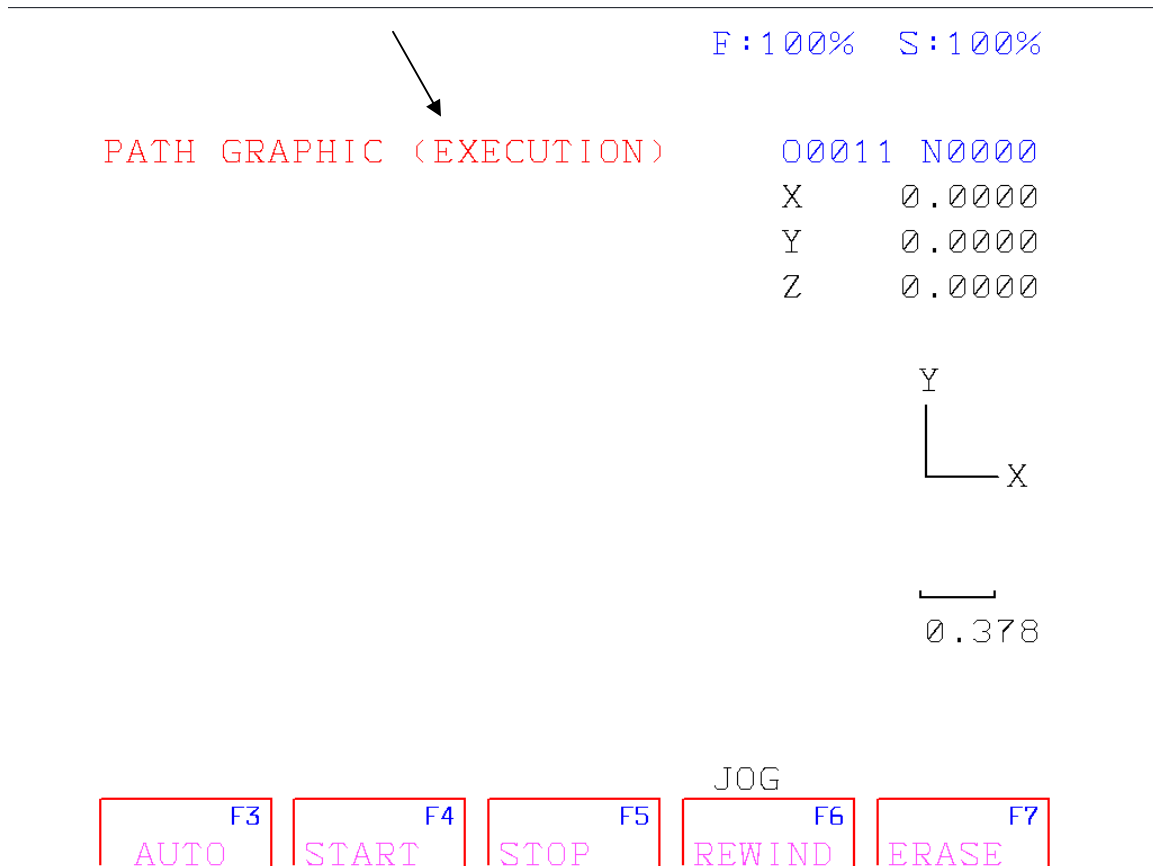 F:100% S:100%
PATH GRAPHIC (EXECUTION) O0011 N0000
X 0.0000
Y 0.0000
Z 0.0000
Y
X
0.378
JOG
F3 F4 F5 F6 F7
AUTO START STOP REWIND ERASE